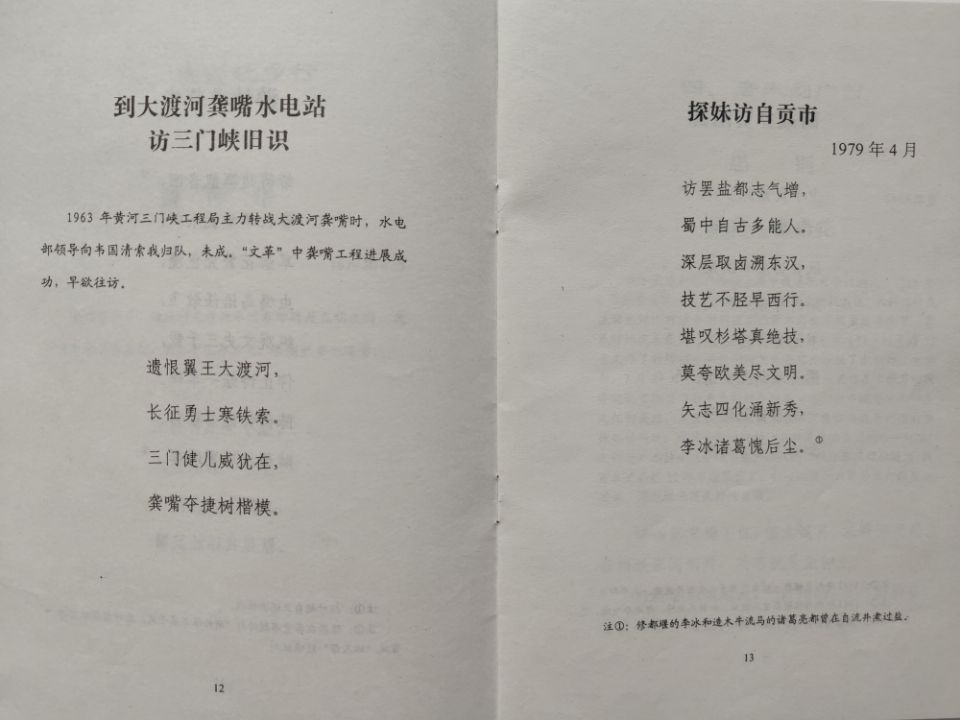 到大渡河龚嘴水电站
访三门峡旧识
1963 年黄河三门峡工程局主力转战大渡河龚嘴时，水电
部领导向韦国清索我归队，未成。“文革”中龚嘴工程进展成
功，早欲往访。
遗恨翼王大渡河，
长征勇士寒铁索。
三门健儿威犹在，
龚嘴夺捷树楷模。
12
探妹访自贡市
1979 年 4 月
访罢盐都志气增，
蜀中自古多能人。
深层取卤溯东汉，
技艺不胫早西行。
堪叹杉塔真绝技，
莫夸欧美尽文明。
矢志四化涌新秀，
李冰诸葛愧后尘。①
注①：修都堰的李冰和造木牛流马的诸葛亮都曾在自流井煮过盐。
13